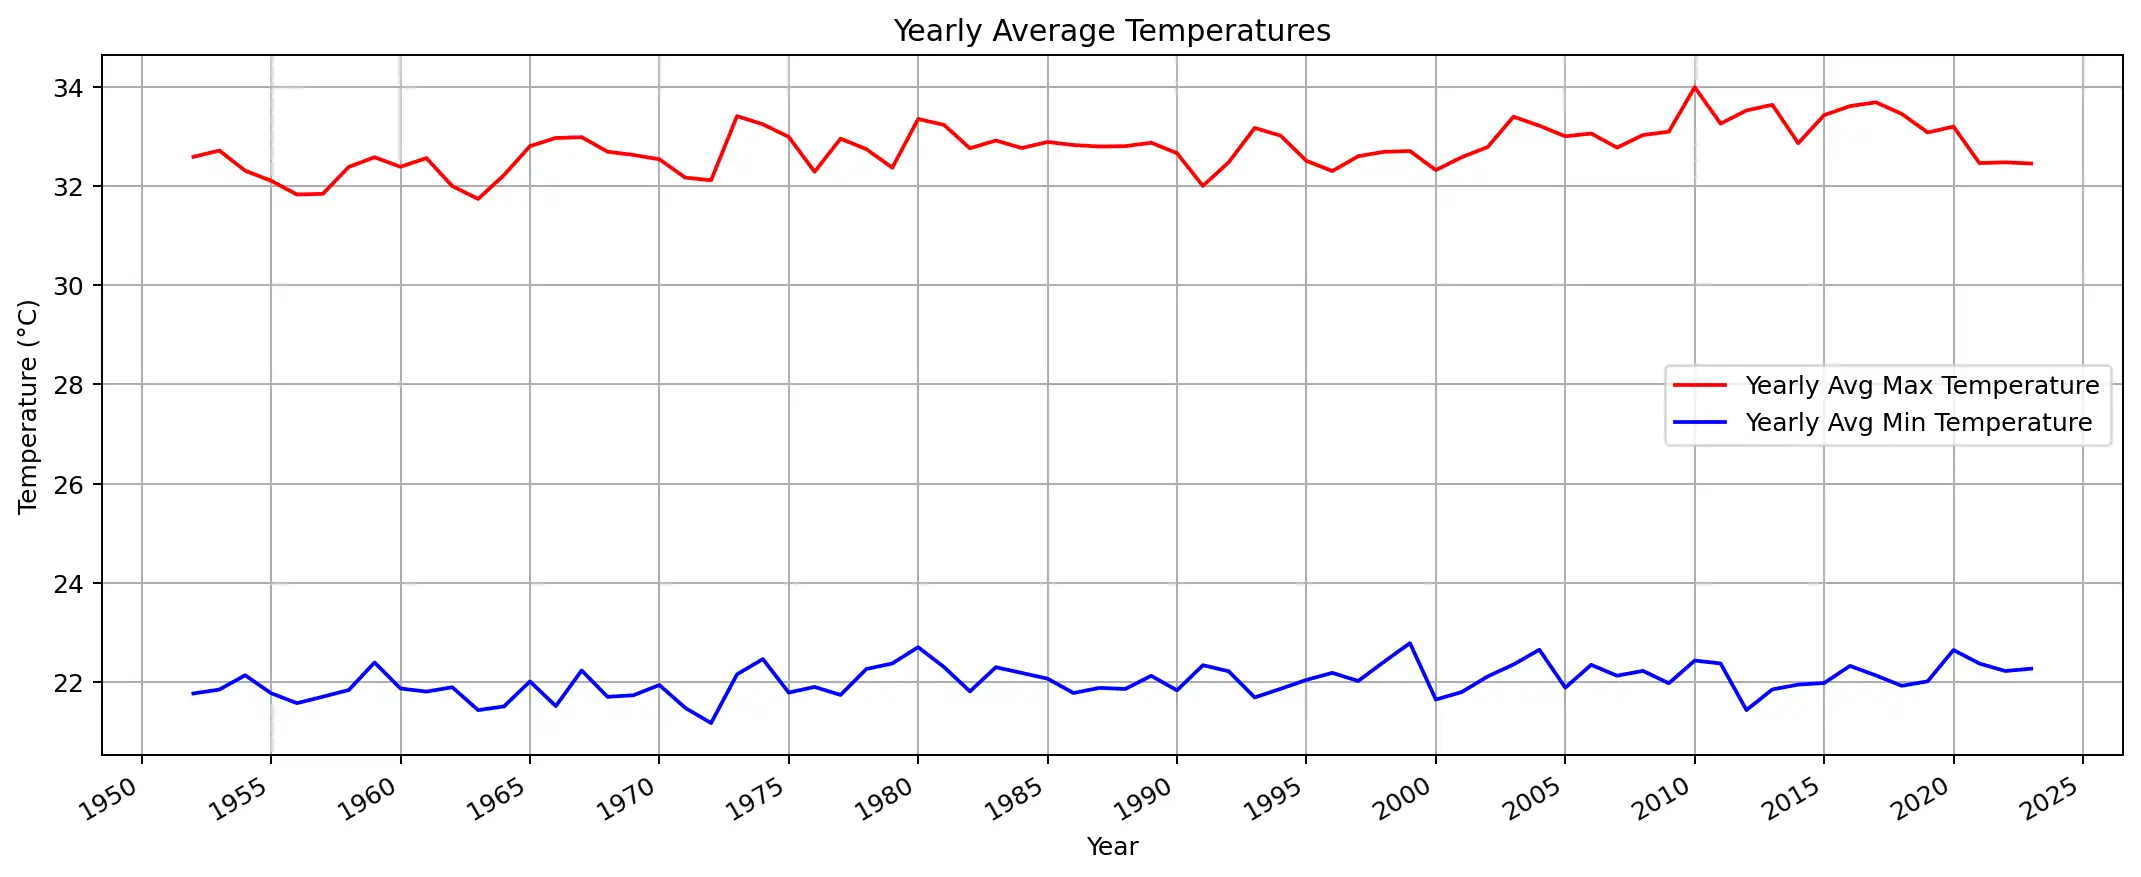 Yearly Average Temperatures
Temperature (°C)
34
32
30
28
26
24
22
Yearly Avg Max Temperature
Yearly Avg Min Temperature
1950 1955 1960 1965 1970 1975 1980 1985 1990 1995 2000 2005 2010 2015 2020 2025
Year